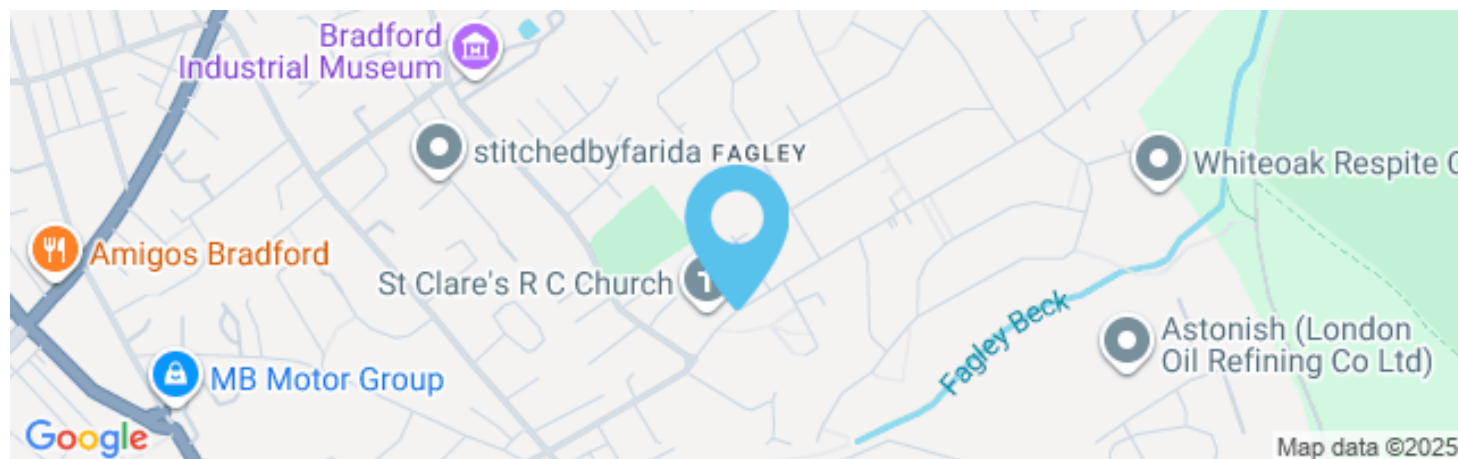 Bradford
Industrial Museum
stitchedbyfarida
FAGLEY
Whiteoak Respite C
Amigos Bradford
St Clare's R C Church
Fagley Beck
Astonish (London
Oil Refining Co Ltd)
MB Motor Group
Google
Map data ©2025